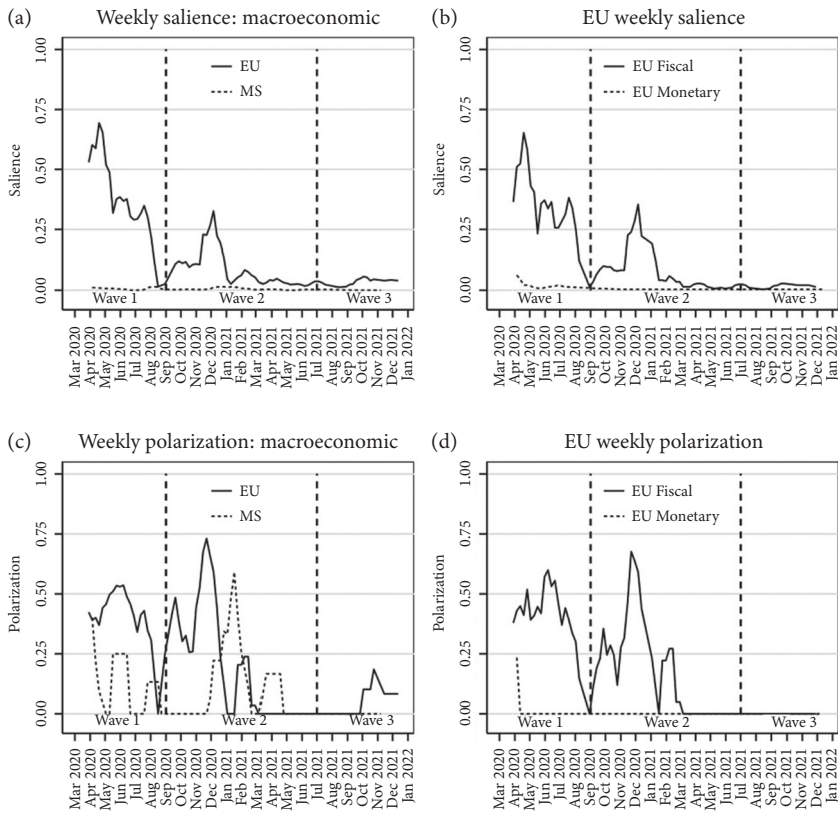 (a) Weekly salience: macroeconomic
1.00
0.75
0.50
0.25
0.00
Salience
EU
MS
Wave 1 Wave 2 Wave 3
Mar 2020
Apr 2020
May 2020
Jun 2020
Jul 2020
Aug 2020
Sep 2020
Oct 2020
Nov 2020
Dec 2020
Jan 2021
Feb 2021
Mar 2021
Apr 2021
May 2021
Jun 2021
Jul 2021
Aug 2021
Sep 2021
Oct 2021
Nov 2021
Dec 2021
Jan 2022
(b) EU weekly salience
1.00
0.75
0.50
0.25
0.00
Salience
EU Fiscal
EU Monetary
Wave 1 Wave 2 Wave 3
Mar 2020
Apr 2020
May 2020
Jun 2020
Jul 2020
Aug 2020
Sep 2020
Oct 2020
Nov 2020
Dec 2020
Jan 2021
Feb 2021
Mar 2021
Apr 2021
May 2021
Jun 2021
Jul 2021
Aug 2021
Sep 2021
Oct 2021
Nov 2021
Dec 2021
Jan 2022
(c) Weekly polarization: macroeconomic
1.00
0.75
0.50
0.25
0.00
Polarization
EU
MS
Wave 1 Wave 2 Wave 3
Mar 2020
Apr 2020
May 2020
Jun 2020
Jul 2020
Aug 2020
Sep 2020
Oct 2020
Nov 2020
Dec 2020
Jan 2021
Feb 2021
Mar 2021
Apr 2021
May 2021
Jun 2021
Jul 2021
Aug 2021
Sep 2021
Oct 2021
Nov 2021
Dec 2021
Jan 2022
(d) EU weekly polarization
1.00
0.75
0.50
0.25
0.00
Polarization
EU Fiscal
EU Monetary
Wave 1 Wave 2 Wave 3
Mar 2020
Apr 2020
May 2020
Jun 2020
Jul 2020
Aug 2020
Sep 2020
Oct 2020
Nov 2020
Dec 2020
Jan 2021
Feb 2021
Mar 2021
Apr 2021
May 2021
Jun 2021
Jul 2021
Aug 2021
Sep 2021
Oct 2021
Nov 2021
Dec 2021
Jan 2022